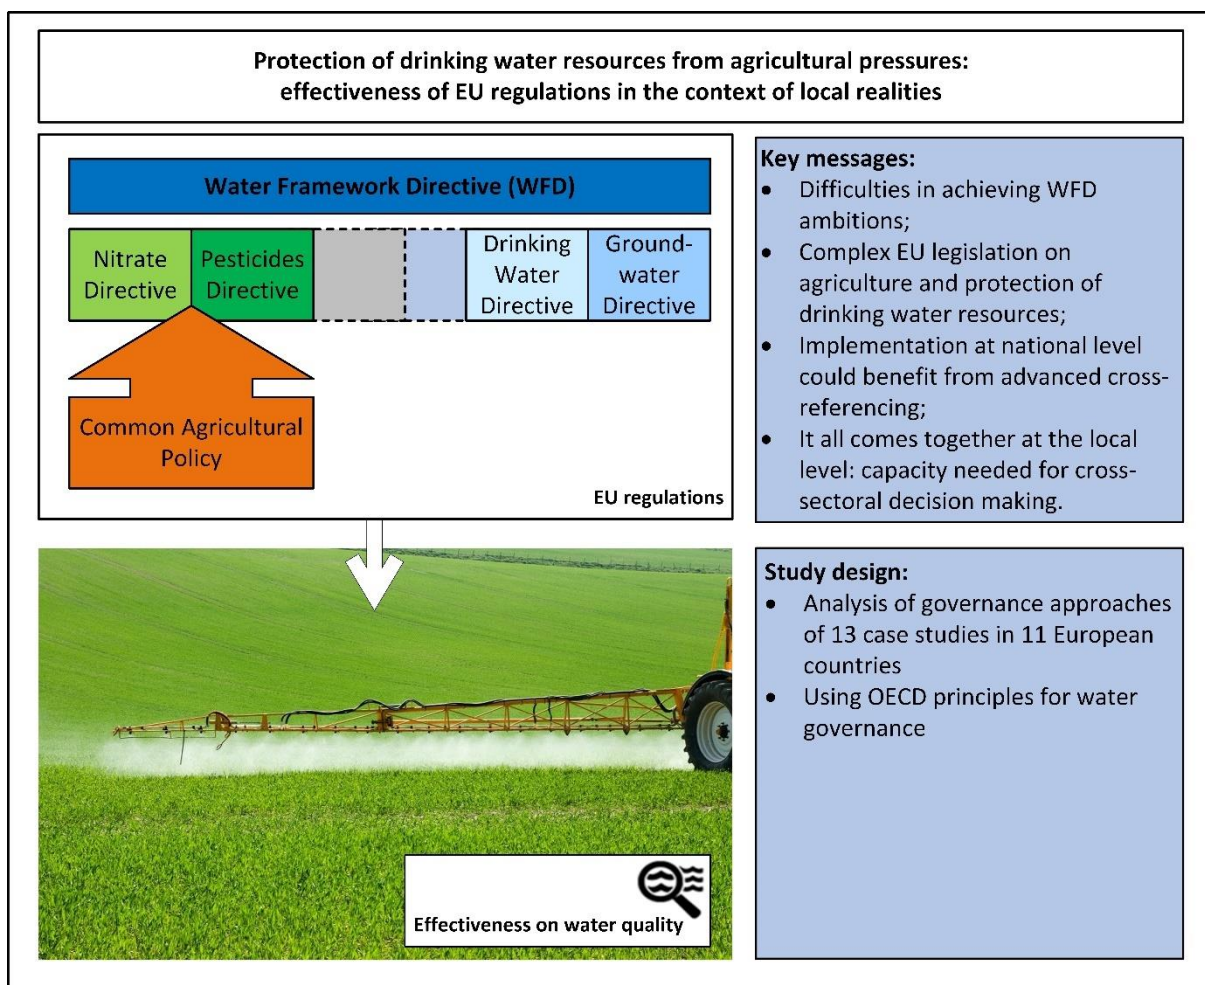 Protection of drinking water resources from agricultural pressures:
effectiveness of EU regulations in the context of local realities
Water Framework Directive (WFD)
Nitrate
Directive
Pesticides
Directive
Drinking
Water
Directive
Ground-
water
Directive
Common Agricultural
Policy
EU regulations
Key messages:
• Difficulties in achieving WFD
ambitions;
• Complex EU legislation on
agriculture and protection of
drinking water resources;
• Implementation at national level
could benefit from advanced cross-
referencing;
• It all comes together at the local
level: capacity needed for cross-
sectoral decision making.
Effectiveness on water quality
Study design:
• Analysis of governance approaches
of 13 case studies in 11 European
countries
• Using OECD principles for water
governance